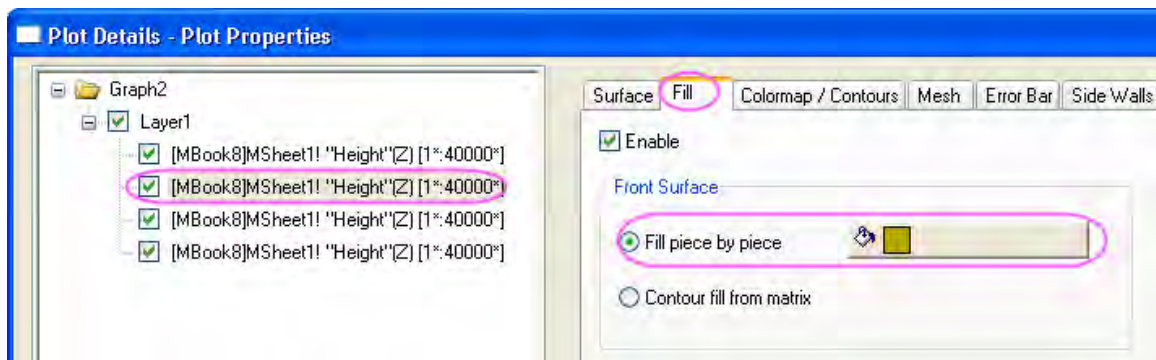 Plot Details - Plot Properties
Graph2
Layer1
[MBook8]MSheet1! "Height"(Z) [1*:40000*]
[MBook8]MSheet1! "Height"(Z) [1*:40000*]
[MBook8]MSheet1! "Height"(Z) [1*:40000*]
[MBook8]MSheet1! "Height"(Z) [1*:40000*]
Surface Fill Colormap / Contours Mesh Error Bar Side Walls
Enable
Front Surface
Fill piece by piece
Contour fill from matrix